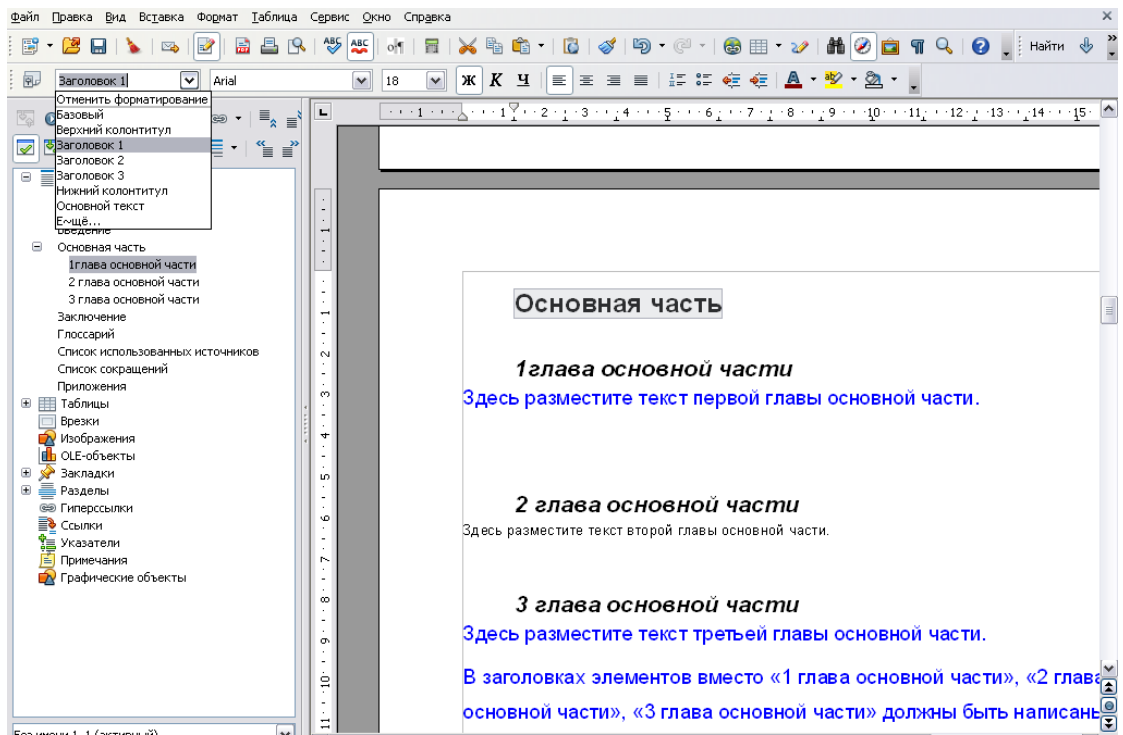 Файл Правка Вид Вставка Формат Таблица Сервис Окно Справка
Найти
Заголовок 1 Arial 18 Ж К Ч
Отменить форматирование
Базовый
Верхний колонтитул
Заголовок 1
Заголовок 2
Заголовок 3
Нижний колонтитул
Основной текст
Е~щё...
Введение
Основная часть
1глава основной части
2 глава основной части
3 глава основной части
Заключение
Глоссарий
Список использованных источников
Список сокращений
Приложения
Таблицы
Врезки
Изображения
OLE-объекты
Закладки
Разделы
Гиперссылки
Ссылки
Указатели
Примечания
Графические объекты
Без имени 1 1 (активный)
Основная часть
1глава основной части
Здесь разместите текст первой главы основной части.
2 глава основной части
Здесь разместите текст второй главы основной части.
3 глава основной части
Здесь разместите текст третьей главы основной части.
В заголовках элементов вместо «1 глава основной части», «2 глава
основной части», «3 глава основной части» должны быть написаны